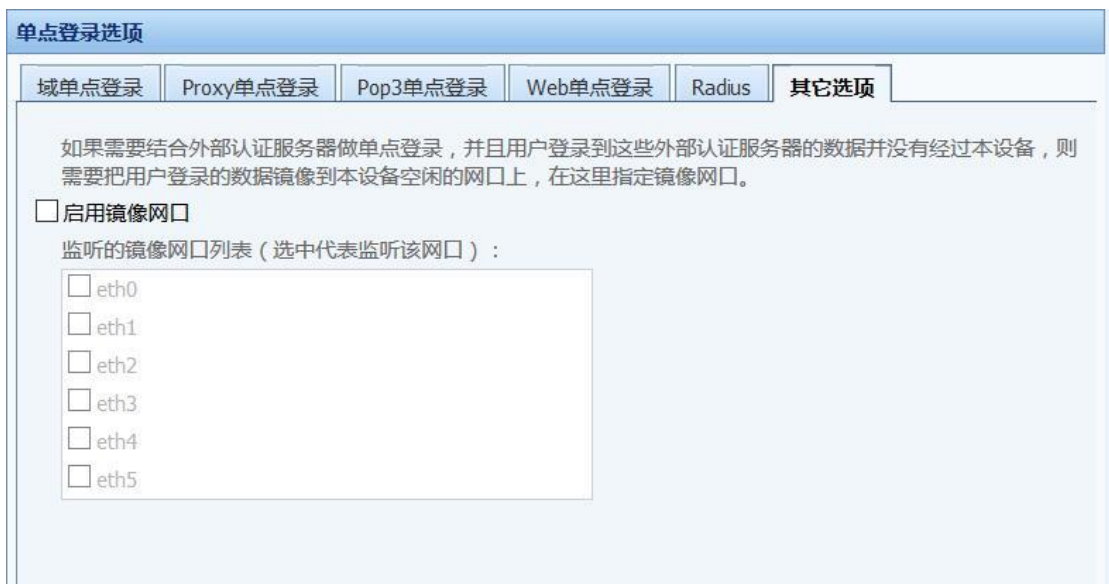 单点登录选项
域单点登录 Proxy单点登录 Pop3单点登录 Web单点登录 Radius 其它选项
如果需要结合外部认证服务器做单点登录，并且用户登录到这些外部认证服务器的数据并没有经过本设备，则
需要把用户登录的数据镜像到本设备空闲的网口上，在这里指定镜像网口。
启用镜像网口
监听的镜像网口列表（选中代表监听该网口）：
eth0
eth1
eth2
eth3
eth4
eth5